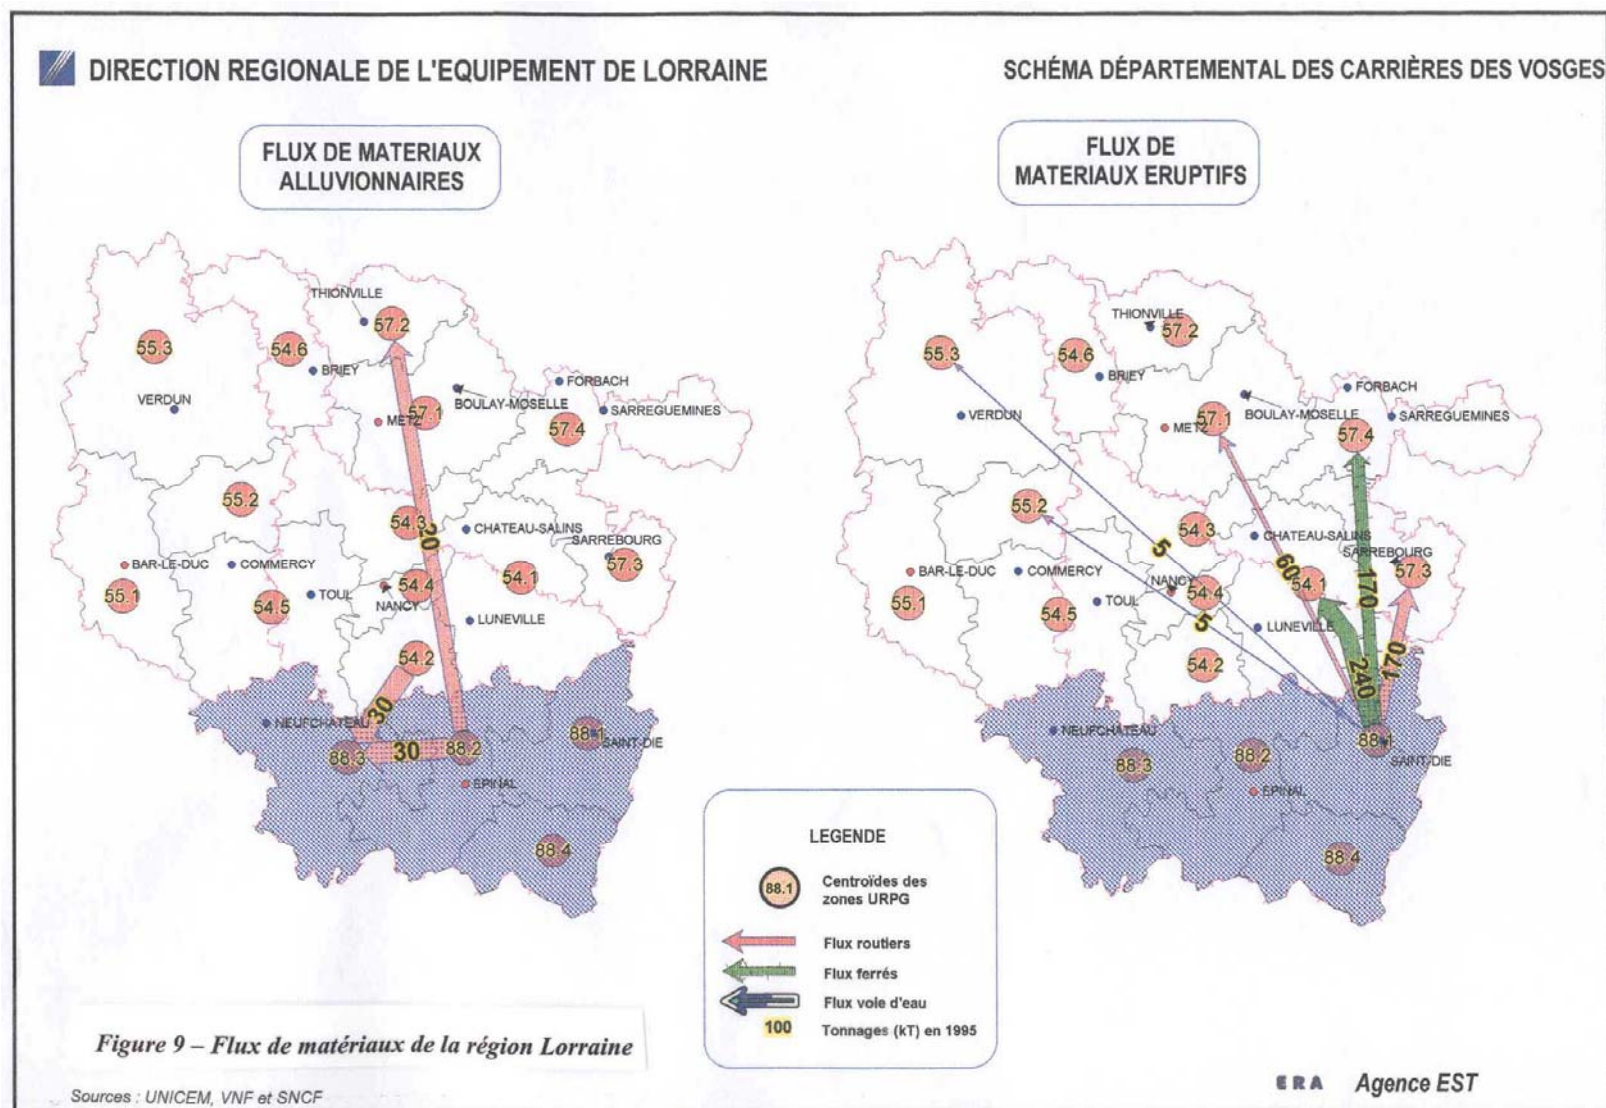 DIRECTION REGIONALE DE L'EQUIPEMENT DE LORRAINE
SCHÉMA DÉPARTEMENTAL DES CARRIÈRES DES VOSGES
FLUX DE MATERIAUX
ALLUVIONNAIRES
THIONVILLE
57.2
55.3
54.6
BRIEY
VERDUN
BOULAY-MOSELLE
FORBACH
SARREGUEMINES
METZ
57.1
57.4
55.2
54.3
20
CHATEAU-SALINS
SARREBOURG
57.3
BAR-LE-DUC
COMMERCY
55.1
54.5
TOUL
NANCY
54.4
54.1
LUNEVILLE
54.2
30
NEUFCHATEAU
88.3
30
88.2
88.1
SAINT-DIE
EPINAL
88.4
FLUX DE
MATERIAUX ERUPTIFS
THIONVILLE
57.2
55.3
54.6
BRIEY
VERDUN
BOULAY-MOSELLE
FORBACH
SARREGUEMINES
METZ
57.1
57.4
55.2
54.3
5
60
CHATEAU-SALINS
SARREBOURG
57.3
BAR-LE-DUC
COMMERCY
55.1
54.5
TOUL
NANCY
54.4
54.1
170
5
LUNEVILLE
54.2
240
170
NEUFCHATEAU
88.3
88.2
88.1
SAINT-DIE
EPINAL
88.4
LEGENDE
88.1 Centroïdes des
zones URPG
Flux routiers
Flux ferrés
Flux voie d'eau
100 Tonnages (kT) en 1995
Figure 9 – Flux de matériaux de la région Lorraine
Sources : UNICEM, VNF et SNCF
ERA Agence EST